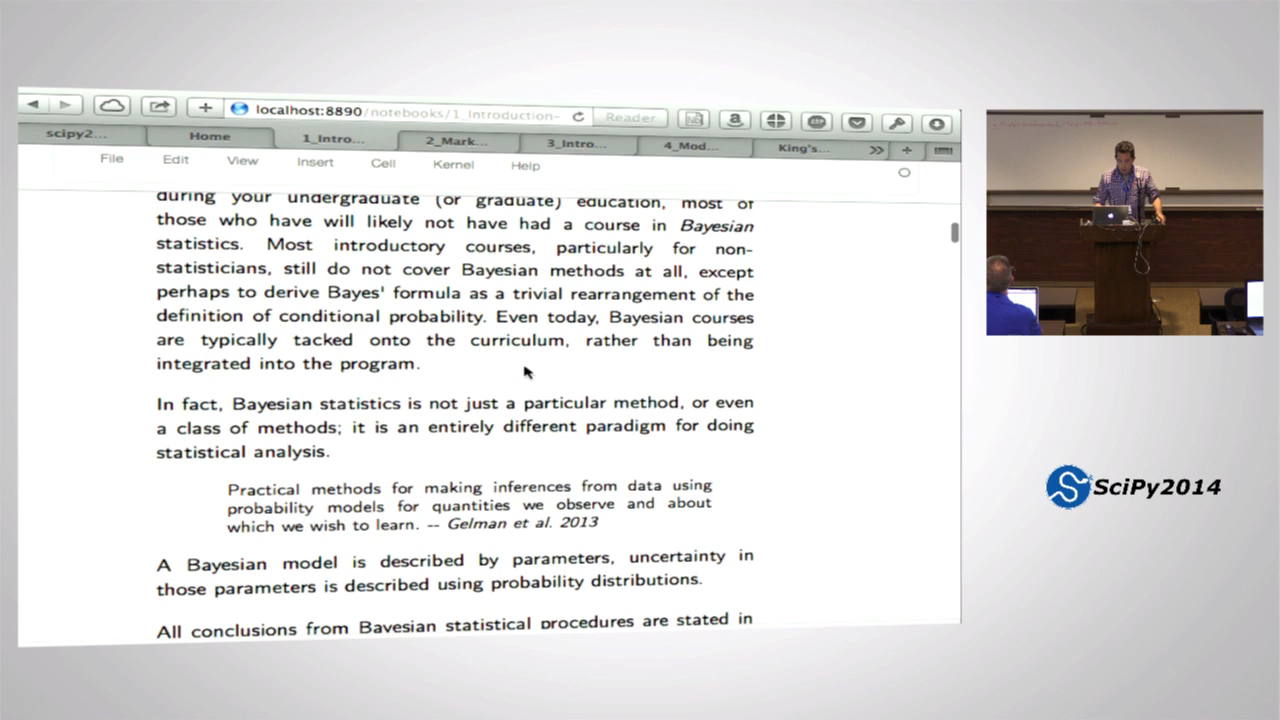 localhost:8890/notebooks/1_Introduction-
Reader
scipy2...
Home
1_Intro...
2_Mark...
3_Intro...
4_Mod...
King's...
File
Edit
View
Insert
Cell
Kernel
Help
during your undergraduate (or graduate) education, most of
those who have will likely not have had a course in Bayesian
statistics. Most introductory courses, particularly for non-
statisticians, still do not cover Bayesian methods at all, except
perhaps to derive Bayes' formula as a trivial rearrangement of the
definition of conditional probability. Even today, Bayesian courses
are typically tacked onto the curriculum, rather than being
integrated into the program.
In fact, Bayesian statistics is not just a particular method, or even
a class of methods; it is an entirely different paradigm for doing
statistical analysis.
Practical methods for making inferences from data using
probability models for quantities we observe and about
which we wish to learn. -- Gelman et al. 2013
A Bayesian model is described by parameters, uncertainty in
those parameters is described using probability distributions.
All conclusions from Bayesian statistical procedures are stated in
SciPy2014